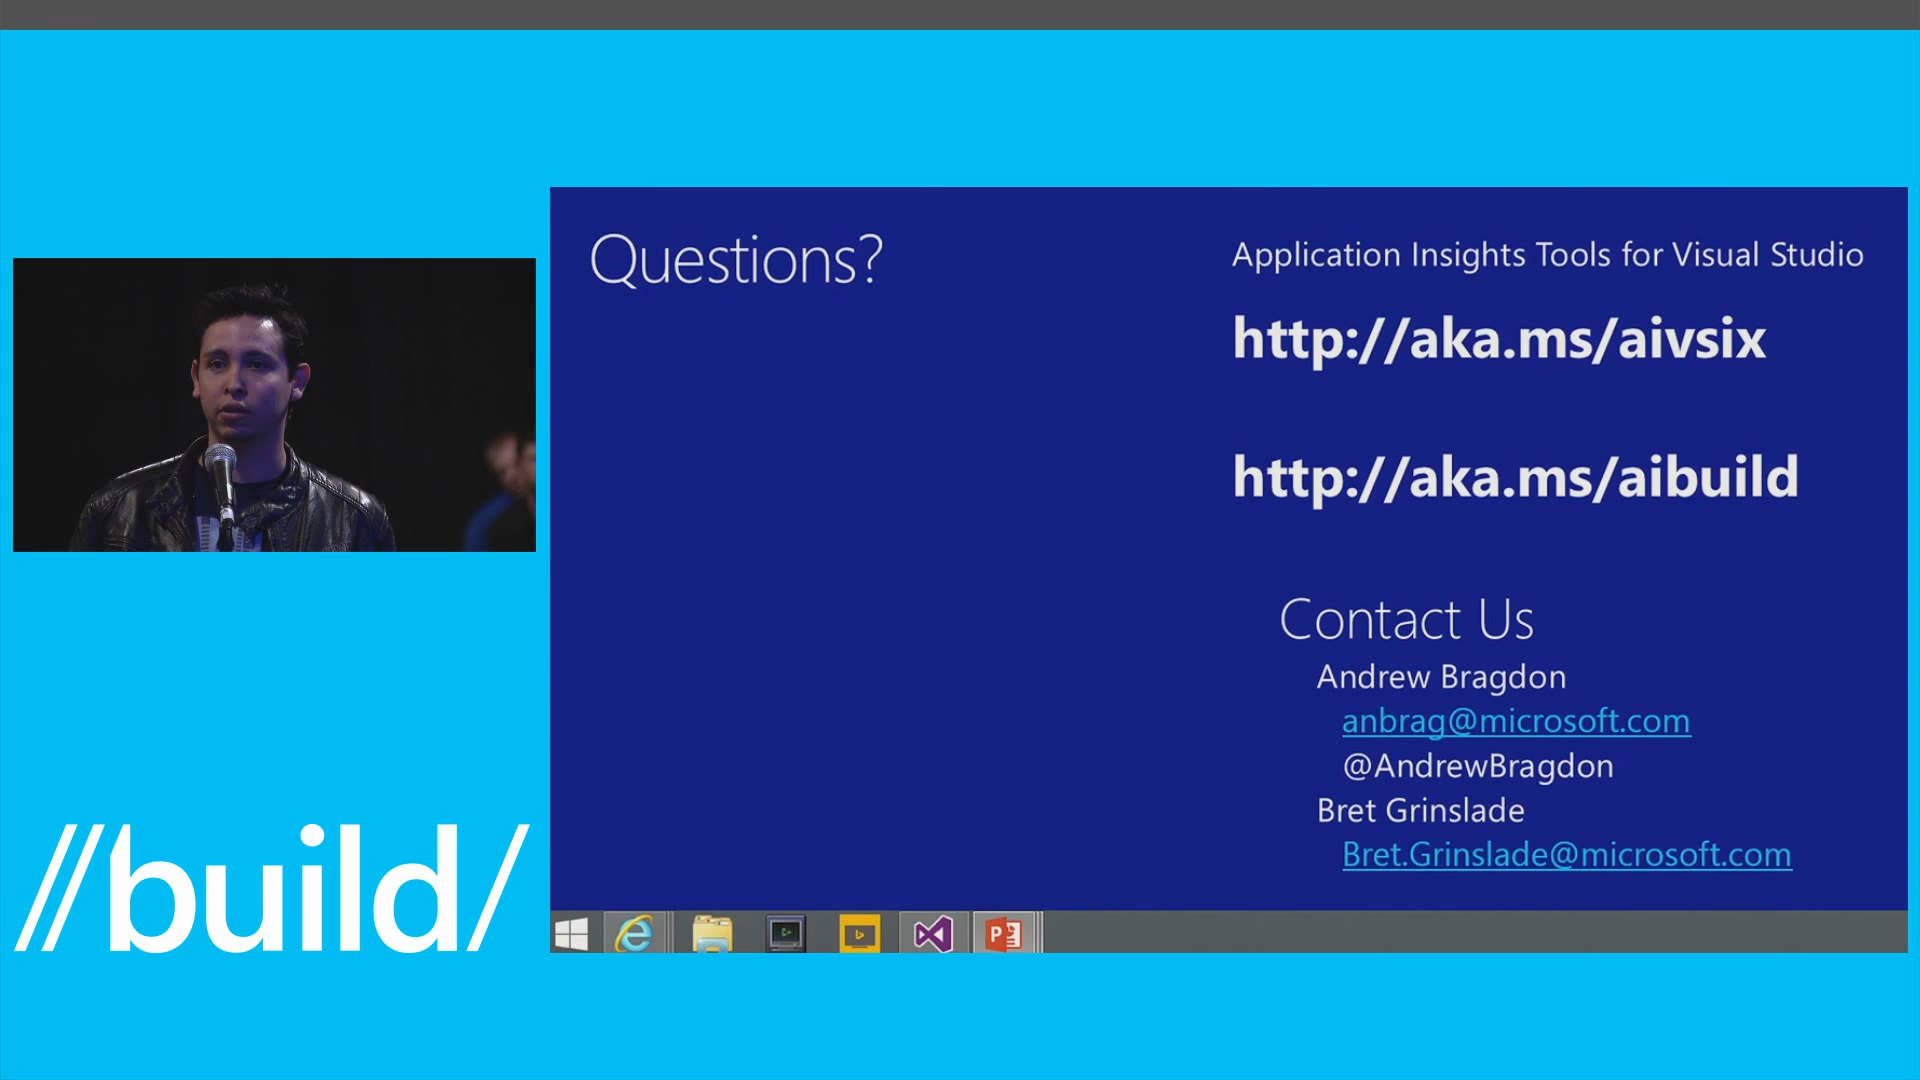 Questions?
Application Insights Tools for Visual Studio
http://aka.ms/aivsix
http://aka.ms/aibuild
Contact Us
Andrew Bragdon
anbrag@microsoft.com
@AndrewBragdon
Bret Grinslade
Bret.Grinslade@microsoft.com
//build/